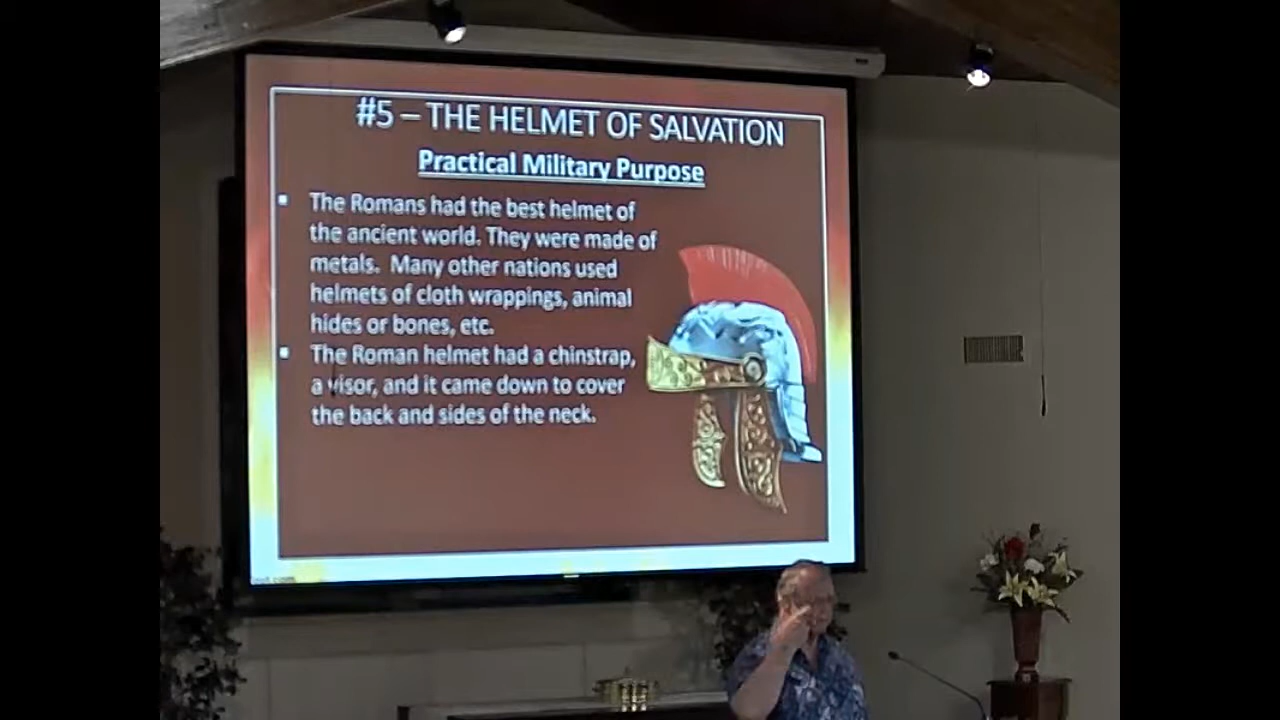 #5 – THE HELMET OF SALVATION
Practical Military Purpose
The Romans had the best helmet of
the ancient world. They were made of
metals. Many other nations used
helmets of cloth wrappings, animal
hides or bones, etc.
The Roman helmet had a chinstrap,
a visor, and it came down to cover
the back and sides of the neck.